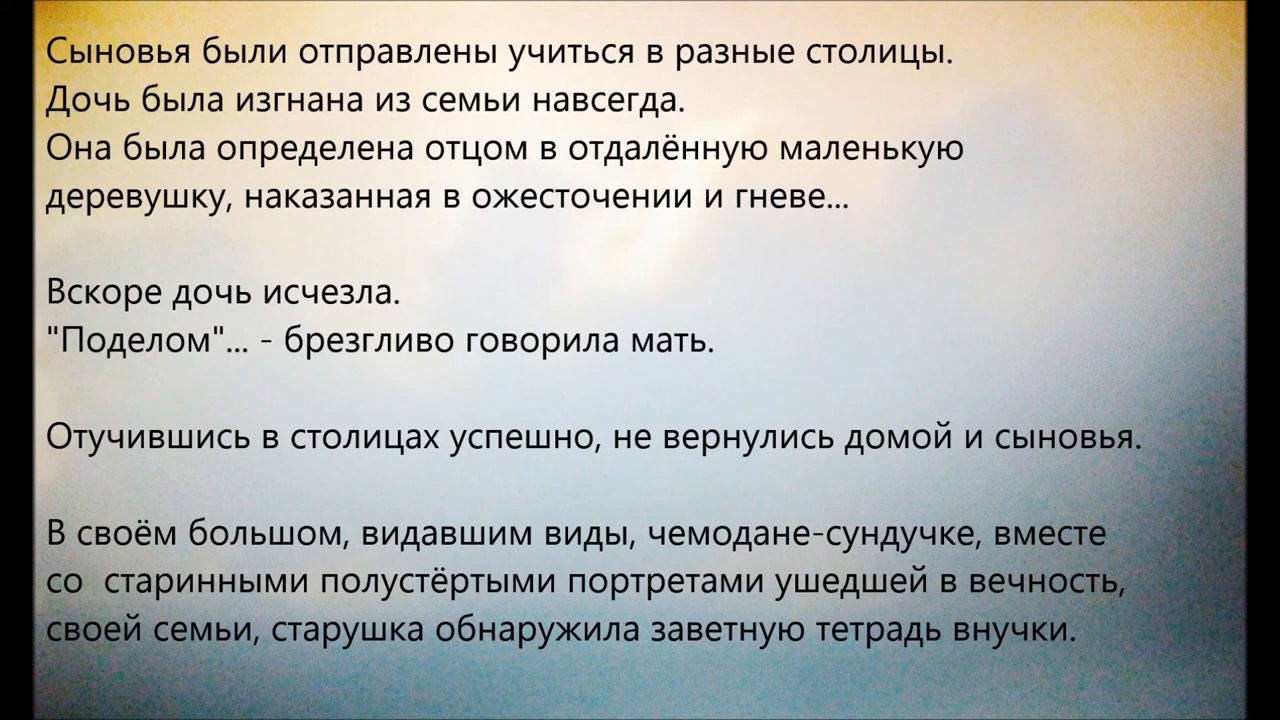 Сыновья были отправлены учиться в разные столицы.
Дочь была изгнана из семьи навсегда.
Она была определена отцом в отдалённую маленькую
деревушку, наказанная в ожесточении и гневе...
Вскоре дочь исчезла.
"Поделом"... - брезгливо говорила мать.
Отучившись в столицах успешно, не вернулись домой и сыновья.
В своём большом, видавшим виды, чемодане-сундучке, вместе
со  старинными полустёртыми портретами ушедшей в вечность,
своей семьи, старушка обнаружила заветную тетрадь внучки.